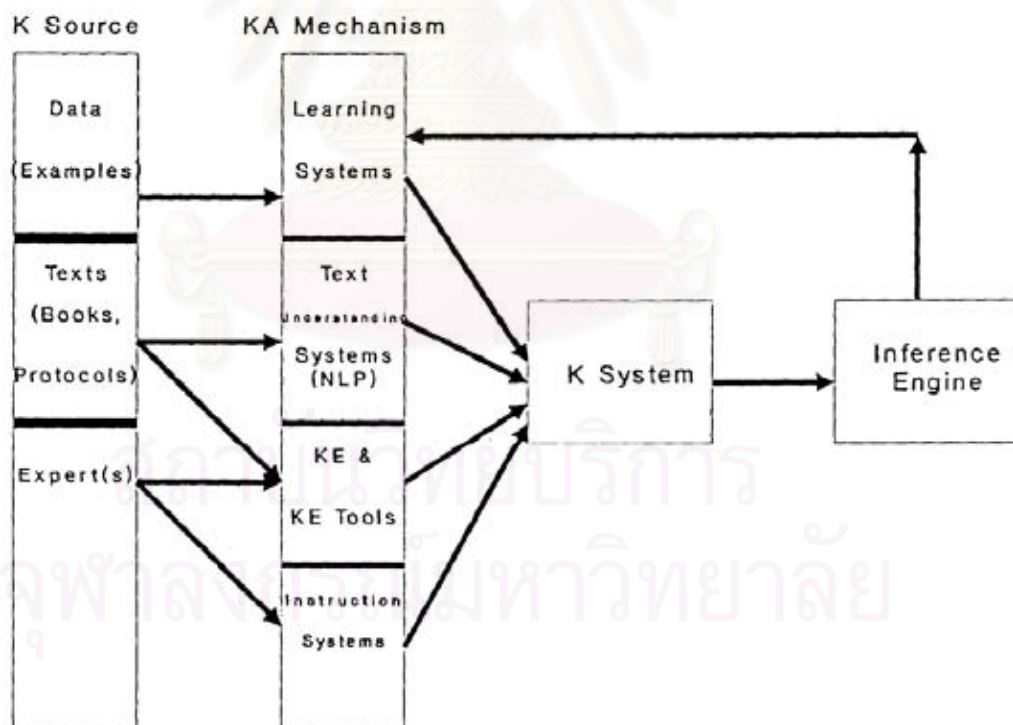 K Source
KA Mechanism
Data
(Examples)
Texts
(Books,
Protocols)
Expert(s)
Learning
Systems
Text
Understanding
Systems
(NLP)
KE &
KE Tools
Instruction
Systems
K System
Inference
Engine
สถาบันวิทยบริการ
จุฬาลงกรณ์มหาวิทยาลัย